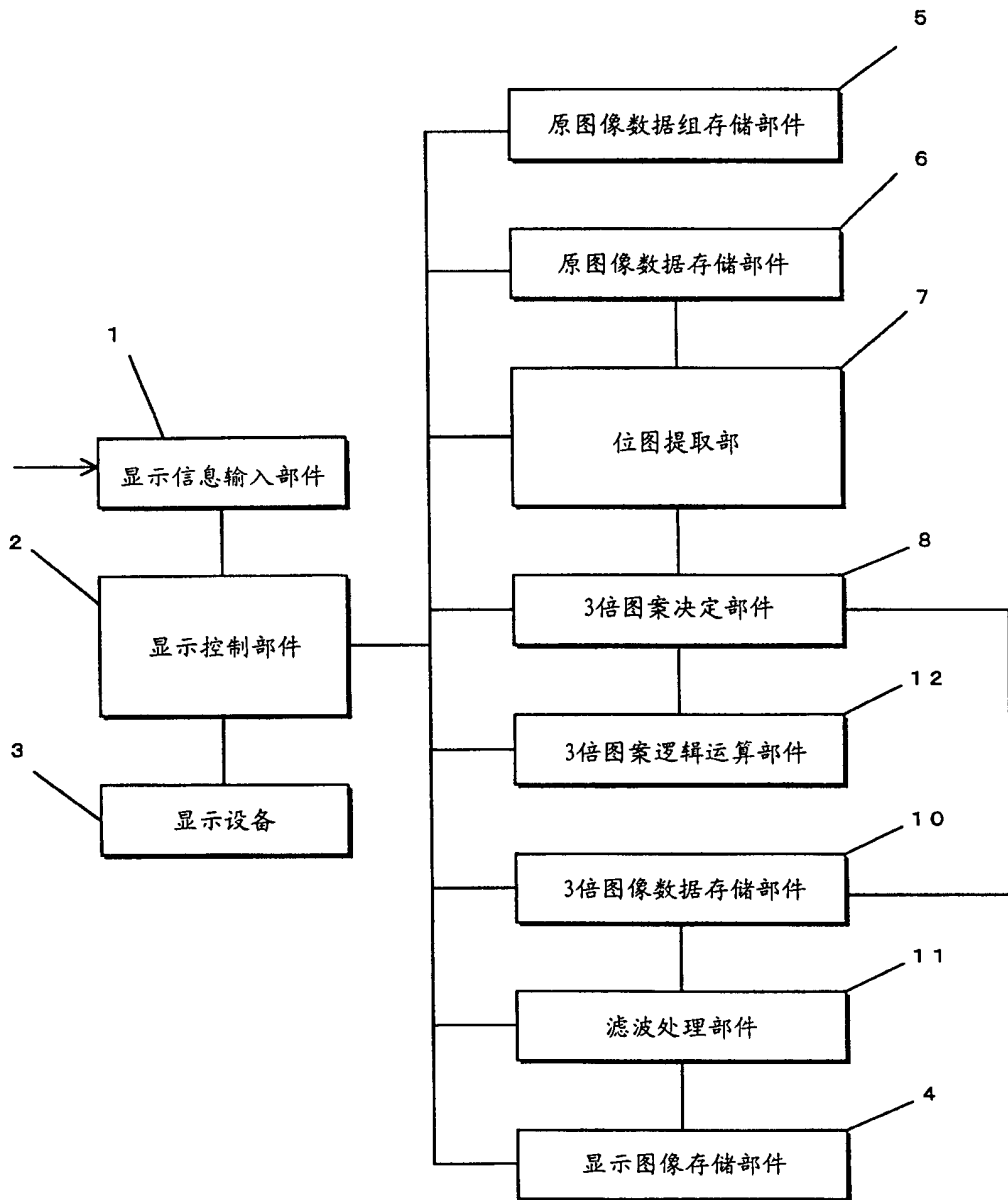 5
原图像数据组存储部件
6
原图像数据存储部件
7
位图提取部
1
显示信息输入部件
2
显示控制部件
3
显示设备
8
3倍图案决定部件
12
3倍图案逻辑运算部件
10
3倍图像数据存储部件
11
滤波处理部件
4
显示图像存储部件